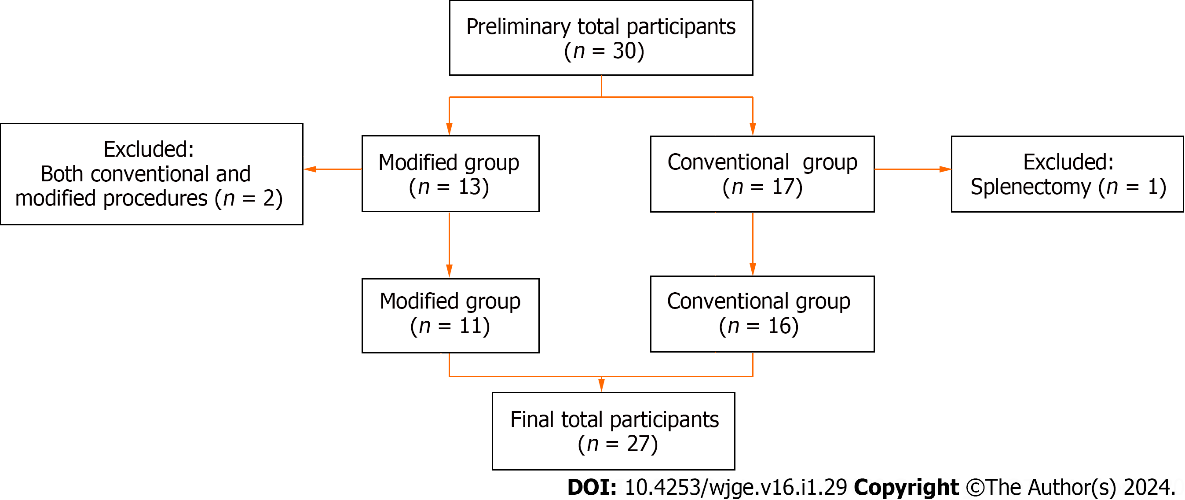 Preliminary total participants
(n = 30)
Excluded:
Both conventional and
modified procedures (n = 2)
Modified group
(n = 13)
Conventional group
(n = 17)
Excluded:
Splenectomy (n = 1)
Modified group
(n = 11)
Conventional group
(n = 16)
Final total participants
(n = 27)
DOI: 10.4253/wjge.v16.i1.29 Copyright ©The Author(s) 2024.